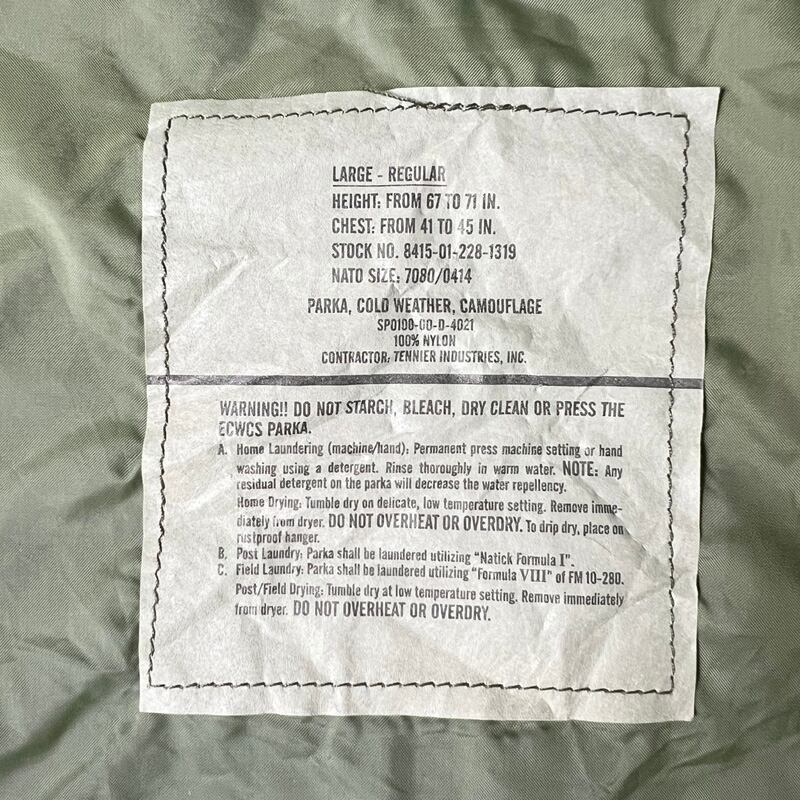 LARGE - REGULAR
HEIGHT: FROM 67 TO 71 IN.
CHEST: FROM 41 TO 45 IN.
STOCK NO. 8415-01-228-1319
NATO SIZE: 7080/0414
PARKA, COLD WEATHER, CAMOUFLAGE
SPO100-00-D-4021
100% NYLON
CONTRACTOR: TENNIER INDUSTRIES, INC.
WARNING!! DO NOT STARCH, BLEACH, DRY CLEAN OR PRESS THE
ECWCS PARKA.
A. Home Laundering (machine/hand): Permanent press machine setting or hand
washing using a detergent. Rinse thoroughly in warm water. NOTE: Any
residual detergent on the parka will decrease the water repellency.
Home Drying: Tumble dry on delicate, low temperature setting. Remove imme-
diately from dryer. DO NOT OVERHEAT OR OVERDRY. To drip dry, place on
rustproof hanger.
B. Post Laundry: Parka shall be laundered utilizing "Natick Formula I".
C. Field Laundry: Parka shall be laundered utilizing "Formula VIII" of FM 10-280.
Post/Field Drying: Tumble dry at low temperature setting. Remove immediately
from dryer. DO NOT OVERHEAT OR OVERDRY.